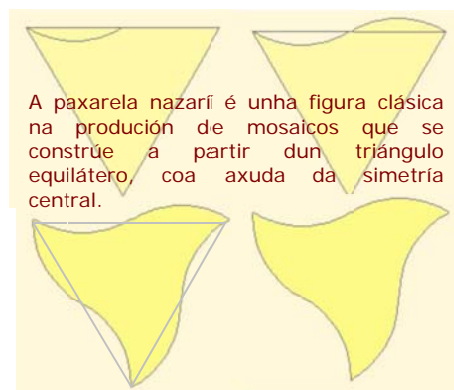 A paxarela nazarí é unha figura clásica
na produción de mosaicos que se
constrúe a partir dun triángulo
equilátero, coa axuda da simetría
central.